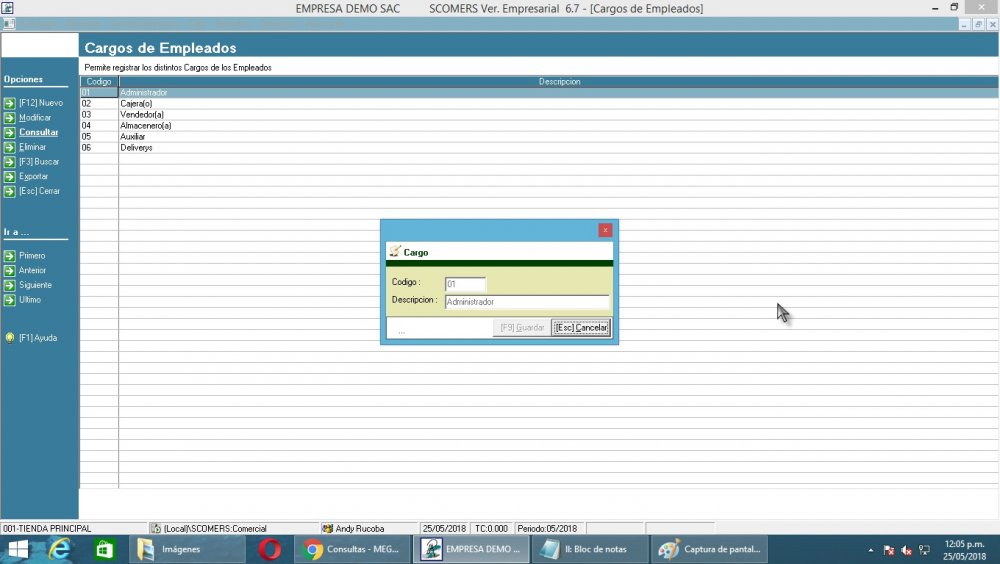 EMPRESA DEMO SAC SCOMERS Ver. Empresarial 6.7 - [Cargos de Empleados]
Cargos de Empleados
Permite registrar los distintos Cargos de los Empleados
Opciones
[F12] Nuevo
Modificar
Consultar
Eliminar
[F3] Buscar
Exportar
[Esc] Cerrar
Ir a ...
Primero
Anterior
Siguiente
Ultimo
[F1] Ayuda
Codigo Descripcion
01 Administrador
02 Cajera(o)
03 Vendedor(a)
04 Almacenero(a)
05 Auxiliar
06 Deliverys
Cargo
Codigo : 01
Descripcion : Administrador
... [F9] Guardar [Esc] Cancelar
001-TIENDA PRINCIPAL (Local)\SCOMERS:Comercial Andy Rucoba 25/05/2018 TC:0.000 Periodo:05/2018
Imágenes Consultas - MEG... EMPRESA DEMO ... II: Bloc de notas Captura de pantal... 12:05 p.m.
25/05/2018